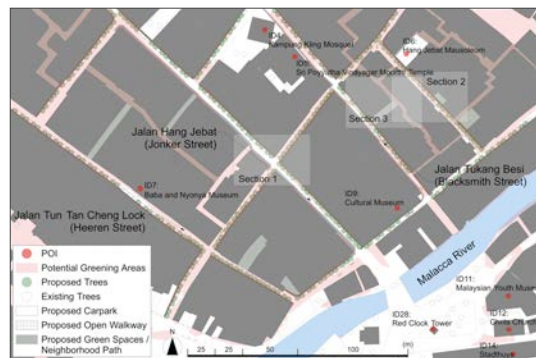 ID4:
Kampung Kling Mosque
ID5:
Sri Poyyatha Vinayagar Moorthi Temple
ID6:
Hang Jebat Mausoleum
Section 2
Section 3
Jalan Hang Jebat
(Jonker Street)
Section 1
Jalan Tukang Besi
(Blacksmith Street)
ID7:
Baba and Nyonya Museum
ID9:
Cultural Museum
Jalan Tun Tan Cheng Lock
(Heeren Street)
Malacca River
POI
Potential Greening Areas
Proposed Trees
Existing Trees
Proposed Carpark
Proposed Open Walkway
Proposed Green Spaces /
Neighborhood Path
ID11:
Malaysian Youth Museum
ID28:
Red Clock Tower
ID12:
Christ Church
ID14:
Stadthuys
N
25 25 50 100 (m)